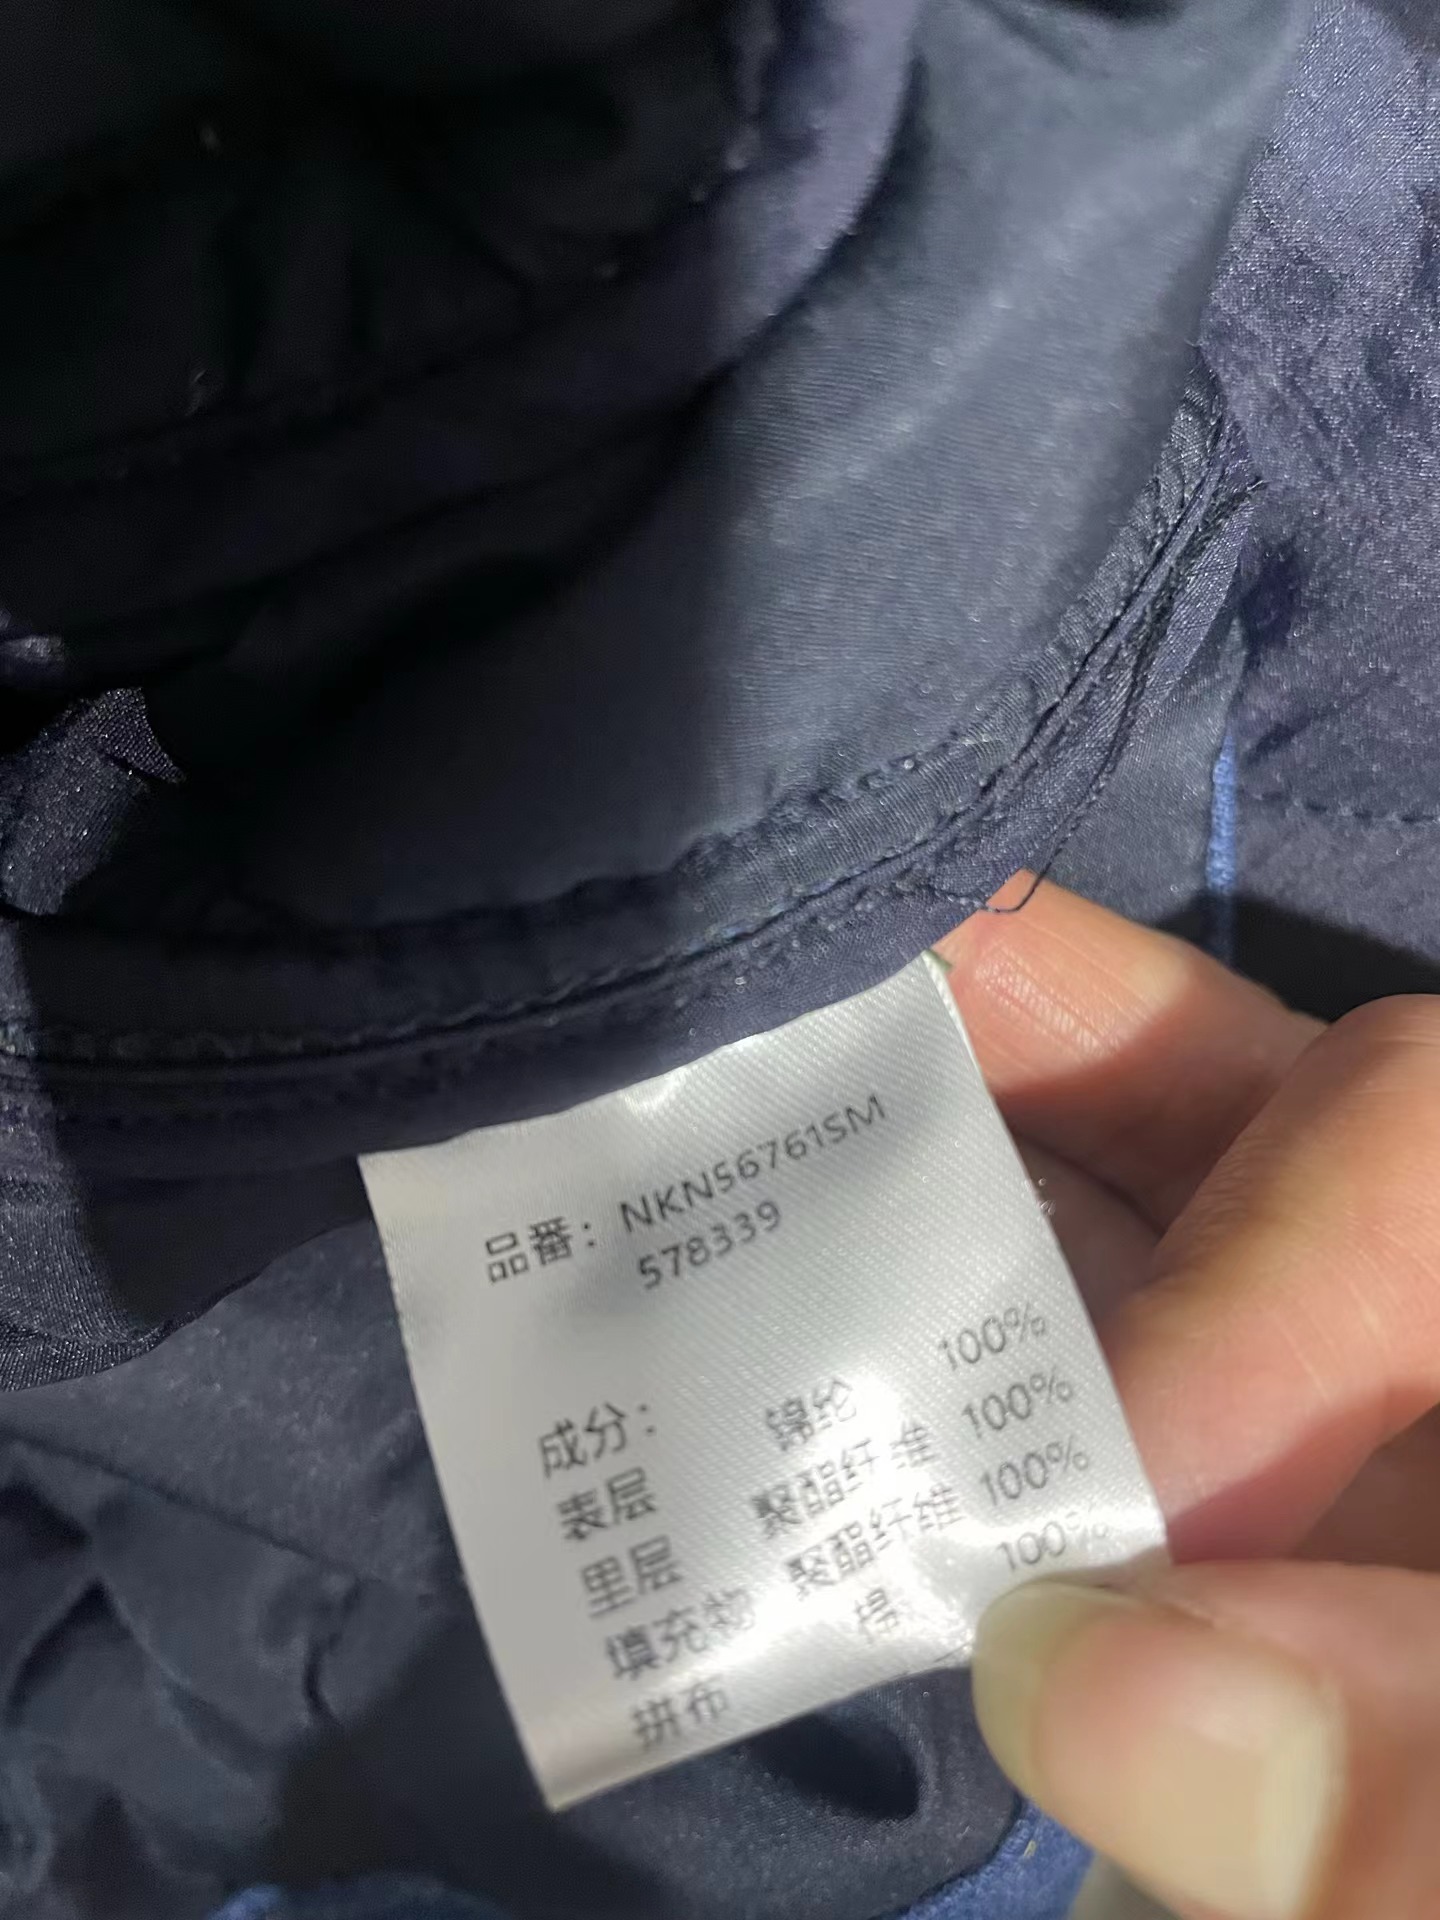 品番：NKN56761SM
578339
成分：
表层 锦纶 100%
里层 聚酯纤维 100%
填充物 聚酯纤维 100%
拼布 棉 100%